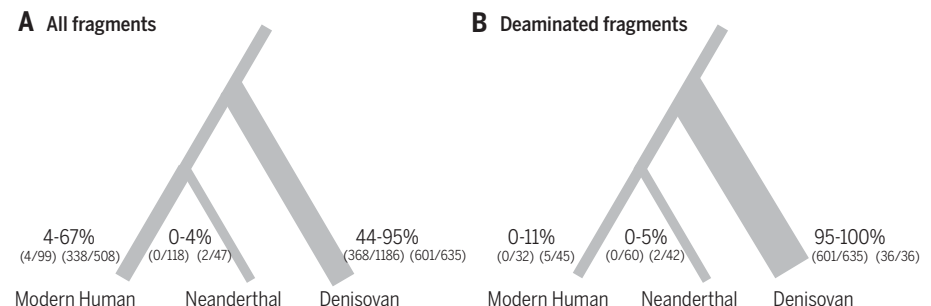 A All fragments
4-67%
(4/99) (338/508)
0-4%
(0/118) (2/47)
44-95%
(368/1186) (601/635)
Modern Human
Neanderthal
Denisovan
B Deaminated fragments
0-11%
(0/32) (5/45)
0-5%
(0/60) (2/42)
95-100%
(601/635) (36/36)
Modern Human
Neanderthal
Denisovan